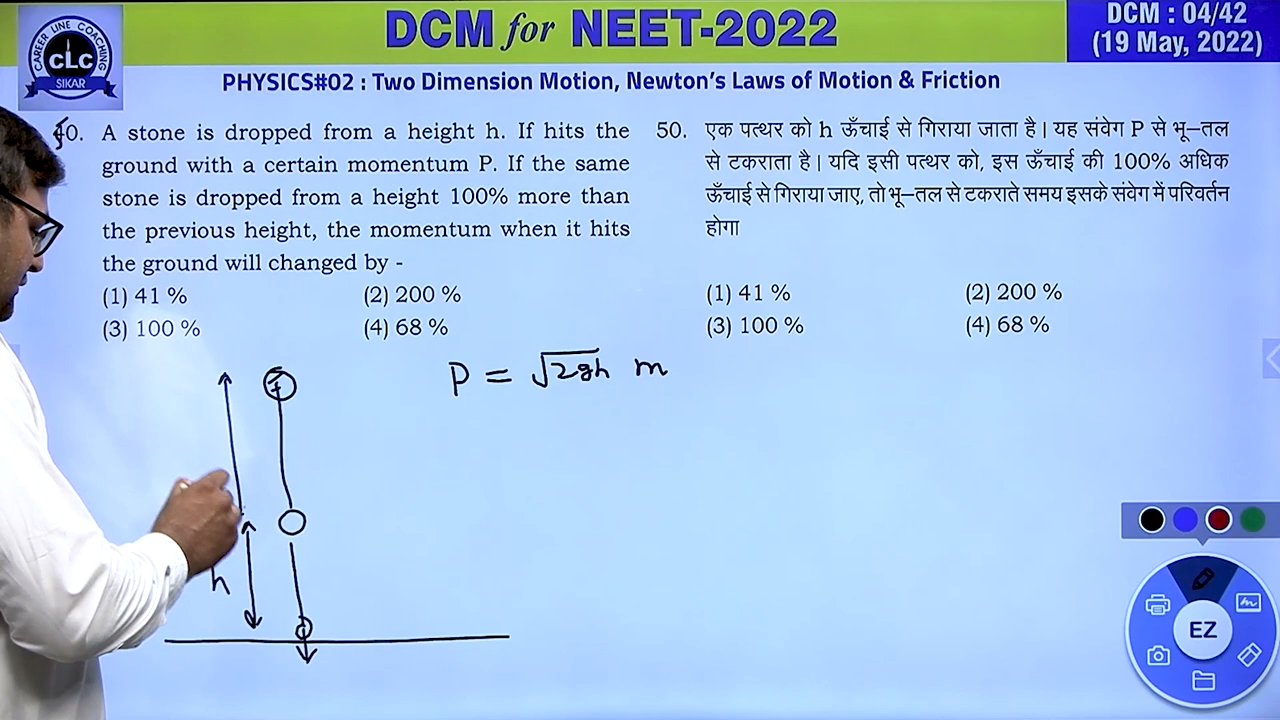 DCM for NEET-2022
DCM : 04/42
(19 May, 2022)
CAREER LINE COACHING
CLC
SIKAR
PHYSICS#02 : Two Dimension Motion, Newton's Laws of Motion & Friction
50. A stone is dropped from a height h. If hits the
ground with a certain momentum P. If the same
stone is dropped from a height 100% more than
the previous height, the momentum when it hits
the ground will changed by -
(1) 41 % (2) 200 %
(3) 100 % (4) 68 %
50. एक पत्थर को h ऊँचाई से गिराया जाता है। यह संवेग P से भू–तल
से टकराता है। यदि इसी पत्थर को, इस ऊँचाई की 100% अधिक
ऊँचाई से गिराया जाए, तो भू–तल से टकराते समय इसके संवेग में परिवर्तन
होगा
(1) 41 % (2) 200 %
(3) 100 % (4) 68 %
P = √2gh m
h
EZ